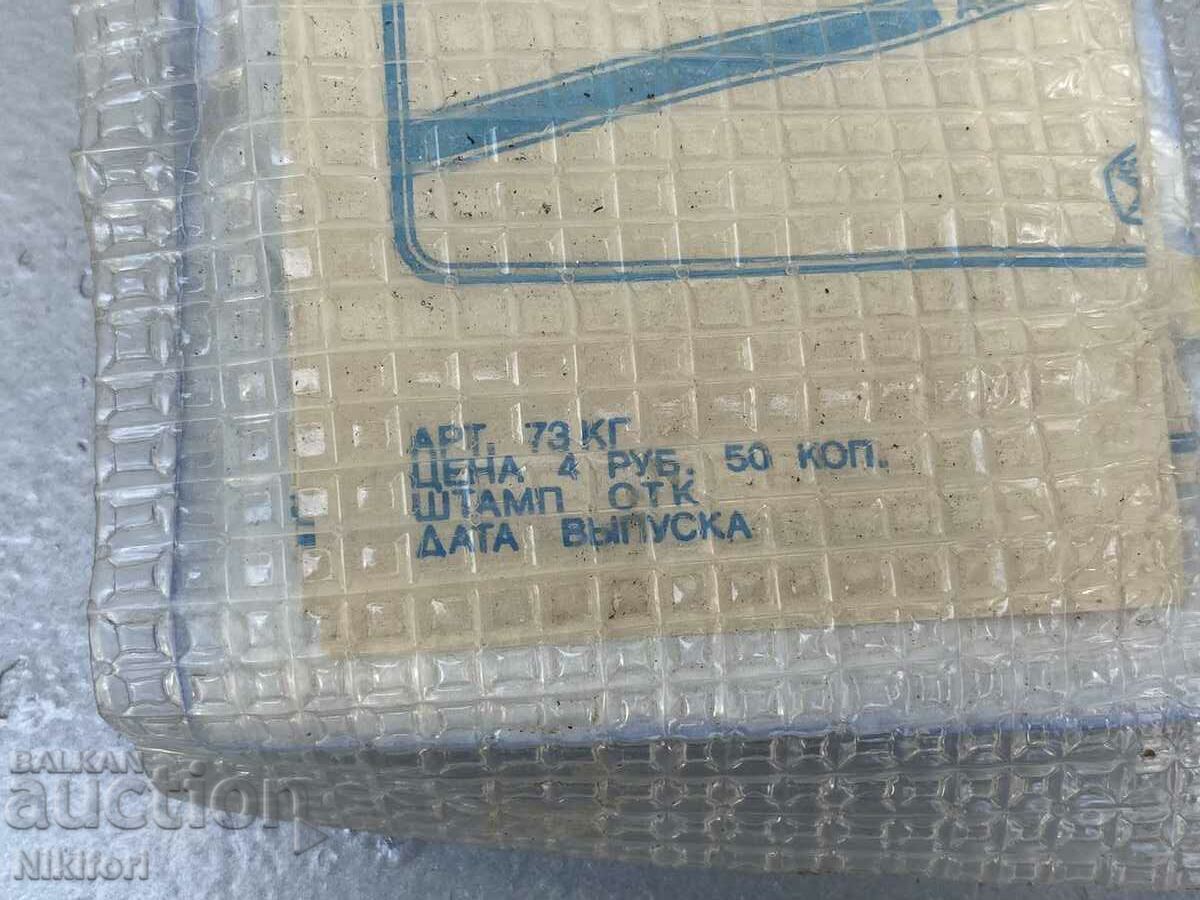 АРТ. 73 КГ
ЦЕНА 4 РУБ. 50 КОП.
ШТАМП ОТК
ДАТА ВЫПУСКА
BALKAN
auction
Nikifori